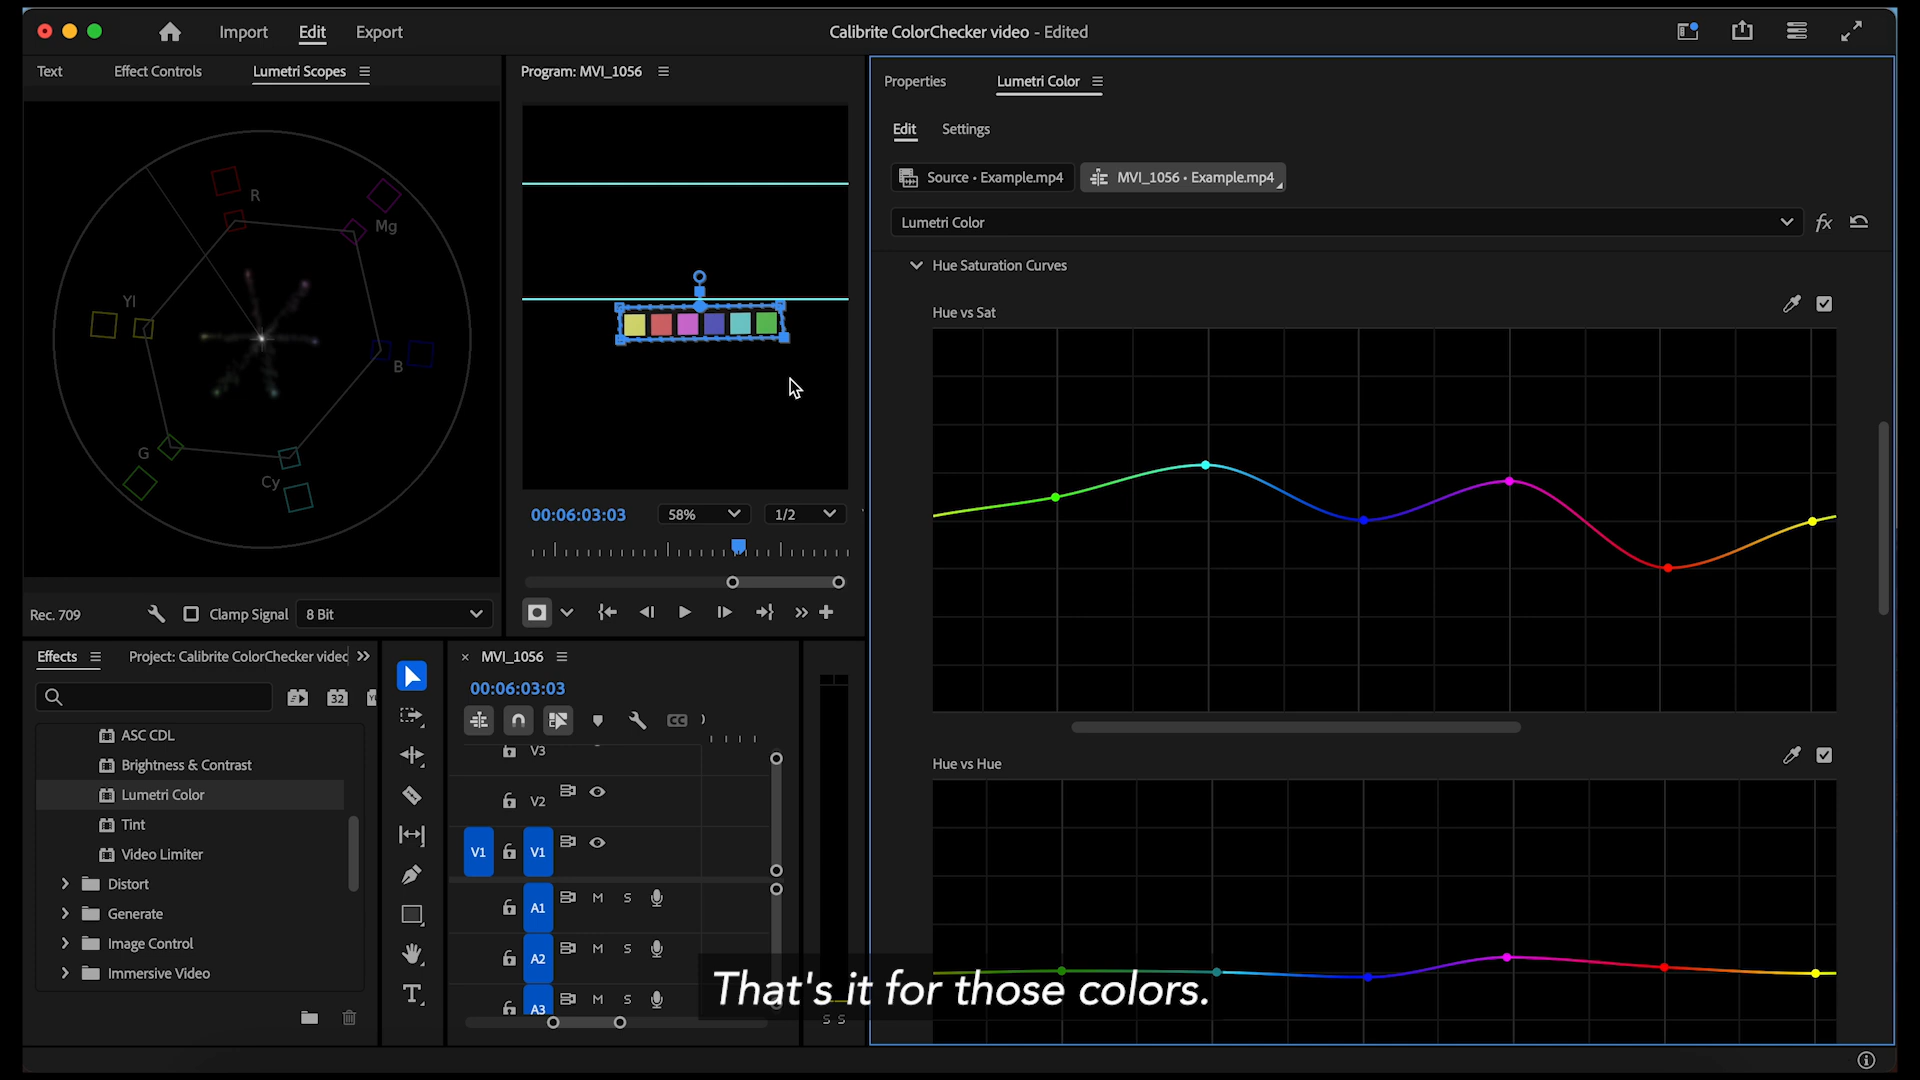 Import
Edit
Export
Calibrite ColorChecker video - Edited
Text
Effect Controls
Lumetri Scopes
Program: MVI_1056
Properties
Lumetri Color
Edit
Settings
Source • Example.mp4
MVI_1056 • Example.mp4
Lumetri Color
fx
Hue Saturation Curves
Hue vs Sat
R
Mg
Yl
B
G
Cy
00:06:03:03
58%
1/2
Rec. 709
Clamp Signal
8 Bit
Effects
Project: Calibrite ColorChecker videc
32
ASC CDL
Brightness & Contrast
Lumetri Color
Tint
Video Limiter
Distort
Generate
Image Control
Immersive Video
MVI_1056
00:06:03:03
CC
V3
V2
V1
V1
A1
M
S
A2
M
S
A3
M
S
S S
Hue vs Hue
That's it for those colors.